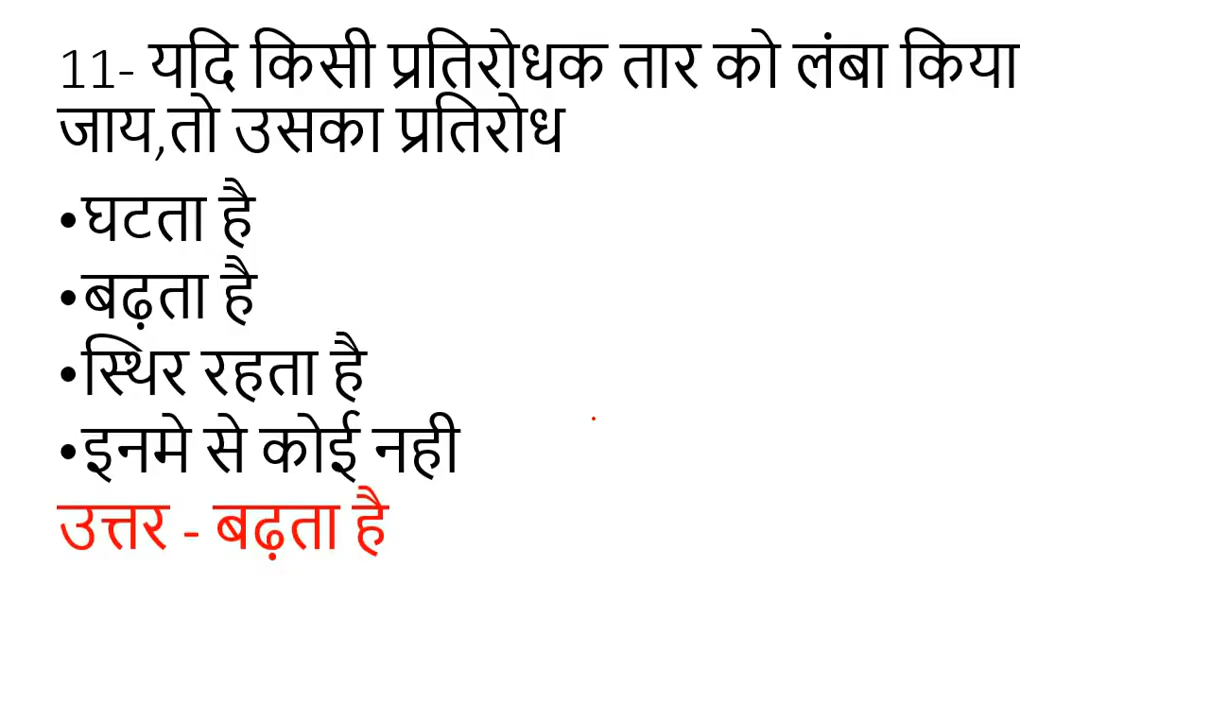 11- यदि किसी प्रतिरोधक तार को लंबा किया
जाय,तो उसका प्रतिरोध
•घटता है
•बढ़ता है
•स्थिर रहता है
•इनमे से कोई नही
उत्तर - बढ़ता है